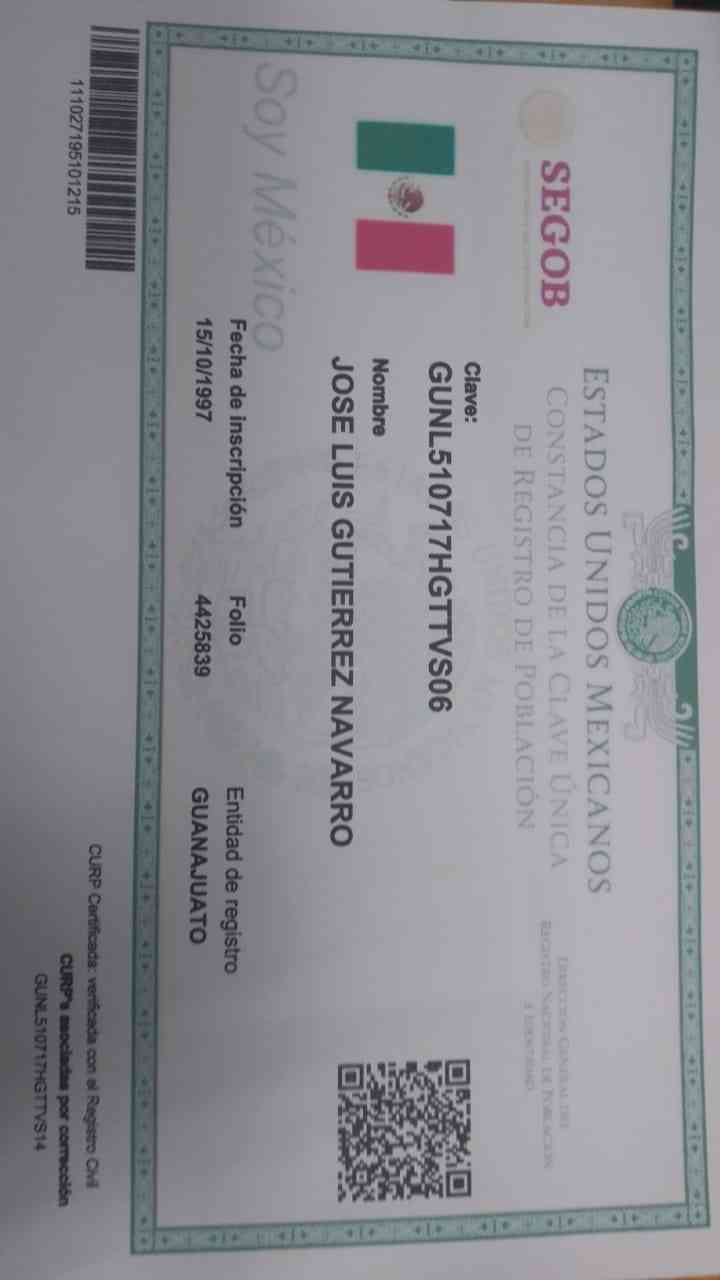 ESTADOS UNIDOS MEXICANOS
CONSTANCIA DE LA CLAVE ÚNICA
DE REGISTRO DE POBLACIÓN
SEGOB
DIRECCIÓN GENERAL DEL
REGISTRO NACIONAL DE POBLACIÓN
E IDENTIDAD
Clave:
GUNL510717HGTTVS06
Nombre
JOSE LUIS GUTIERREZ NAVARRO
Soy México
Fecha de inscripción
15/10/1997
Folio
4425839
Entidad de registro
GUANAJUATO
111027195101215
CURP Certificada: verificada con el Registro Civil
CURP's asociadas por corrección
GUNL510717HGTTVS14